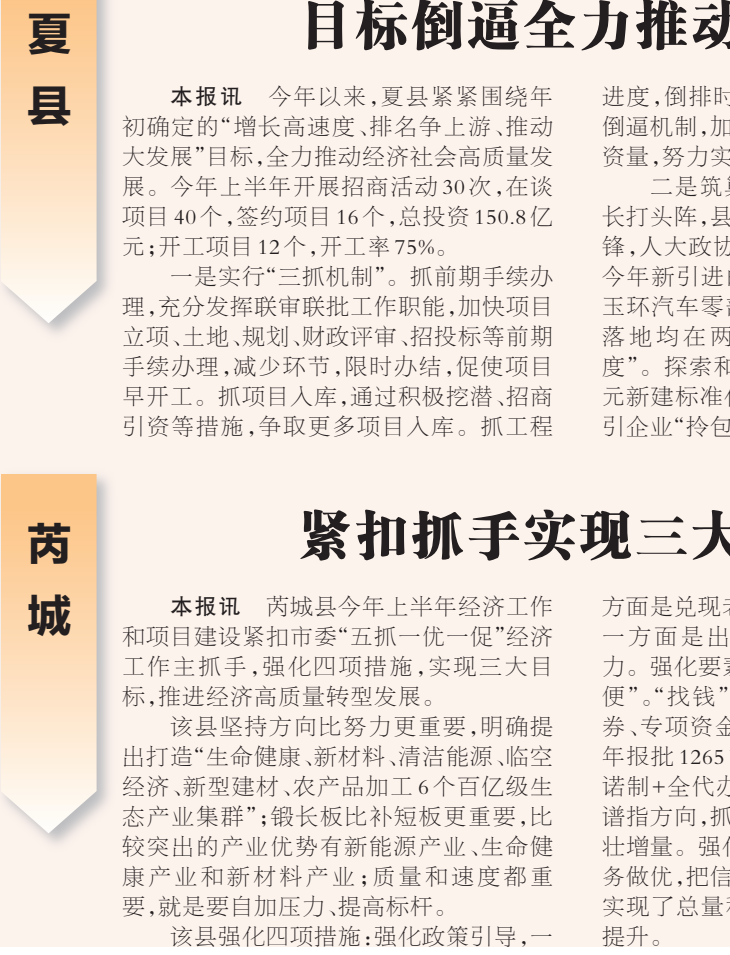 夏县
目标倒逼全力推动
本报讯　今年以来，夏县紧紧围绕年
初确定的“增长高速度、排名争上游、推动
大发展”目标，全力推动经济社会高质量发
展。今年上半年开展招商活动30次，在谈
项目40个，签约项目16个，总投资150.8亿
元；开工项目12个，开工率75%。
一是实行“三抓机制”。抓前期手续办
理，充分发挥联审联批工作职能，加快项目
立项、土地、规划、财政评审、招投标等前期
手续办理，减少环节，限时办结，促使项目
早开工。抓项目入库，通过积极挖潜、招商
引资等措施，争取更多项目入库。抓工程
进度，倒排时
倒逼机制，加
资量，努力实
二是筑
长打头阵，县
锋，人大政协
今年新引进
玉环汽车零
落地均在两
度”。探索和
元新建标准
引企业“拎包
芮城
紧扣抓手实现三大
本报讯　芮城县今年上半年经济工作
和项目建设紧扣市委“五抓一优一促”经济
工作主抓手，强化四项措施，实现三大目
标，推进经济高质量转型发展。
该县坚持方向比努力更重要，明确提
出打造“生命健康、新材料、清洁能源、临空
经济、新型建材、农产品加工6个百亿级生
态产业集群”；锻长板比补短板更重要，比
较突出的产业优势有新能源产业、生命健
康产业和新材料产业；质量和速度都重
要，就是要自加压力、提高标杆。
该县强化四项措施：强化政策引导，一
方面是兑现
一方面是出
力。强化要
便”。“找钱”
券、专项资金
年报批1265
诺制+全代办
谱指方向，抓
壮增量。强
务做优，把信
实现了总量
提升。